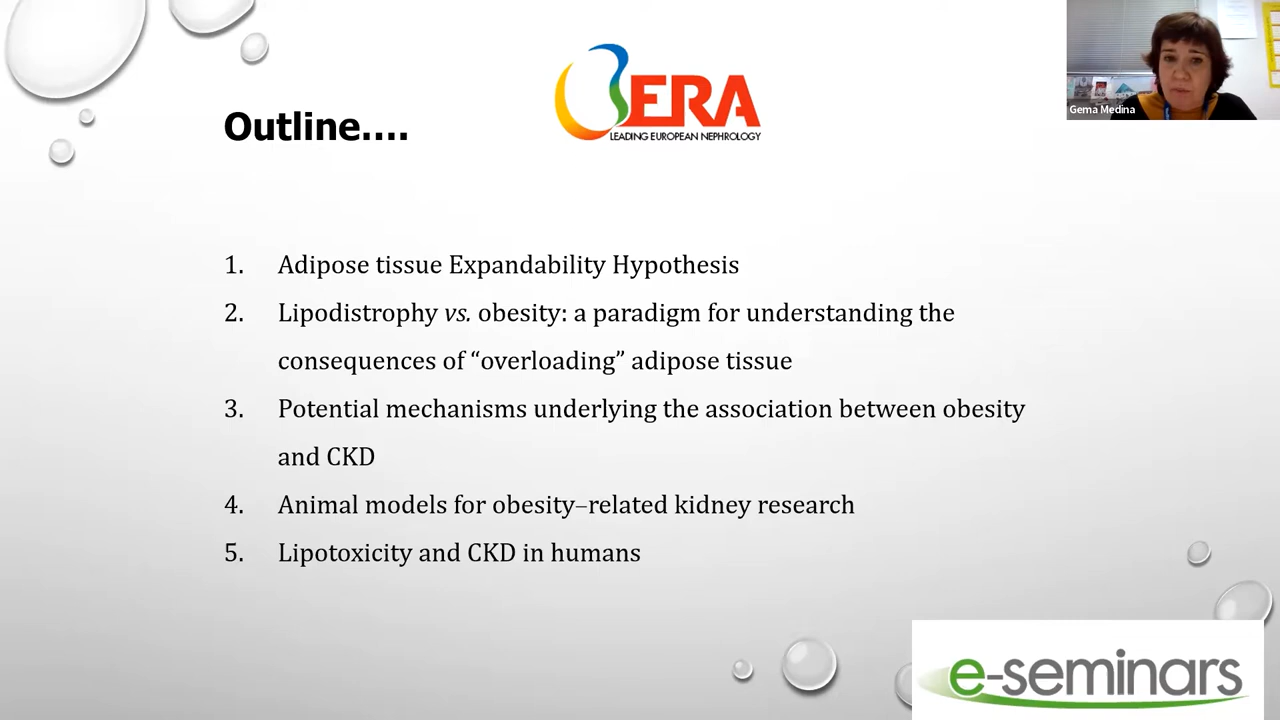 Outline....
ERA
LEADING EUROPEAN NEPHROLOGY
Gema Medina
1. Adipose tissue Expandability Hypothesis
2. Lipodistrophy vs. obesity: a paradigm for understanding the
consequences of “overloading” adipose tissue
3. Potential mechanisms underlying the association between obesity
and CKD
4. Animal models for obesity–related kidney research
5. Lipotoxicity and CKD in humans
e-seminars